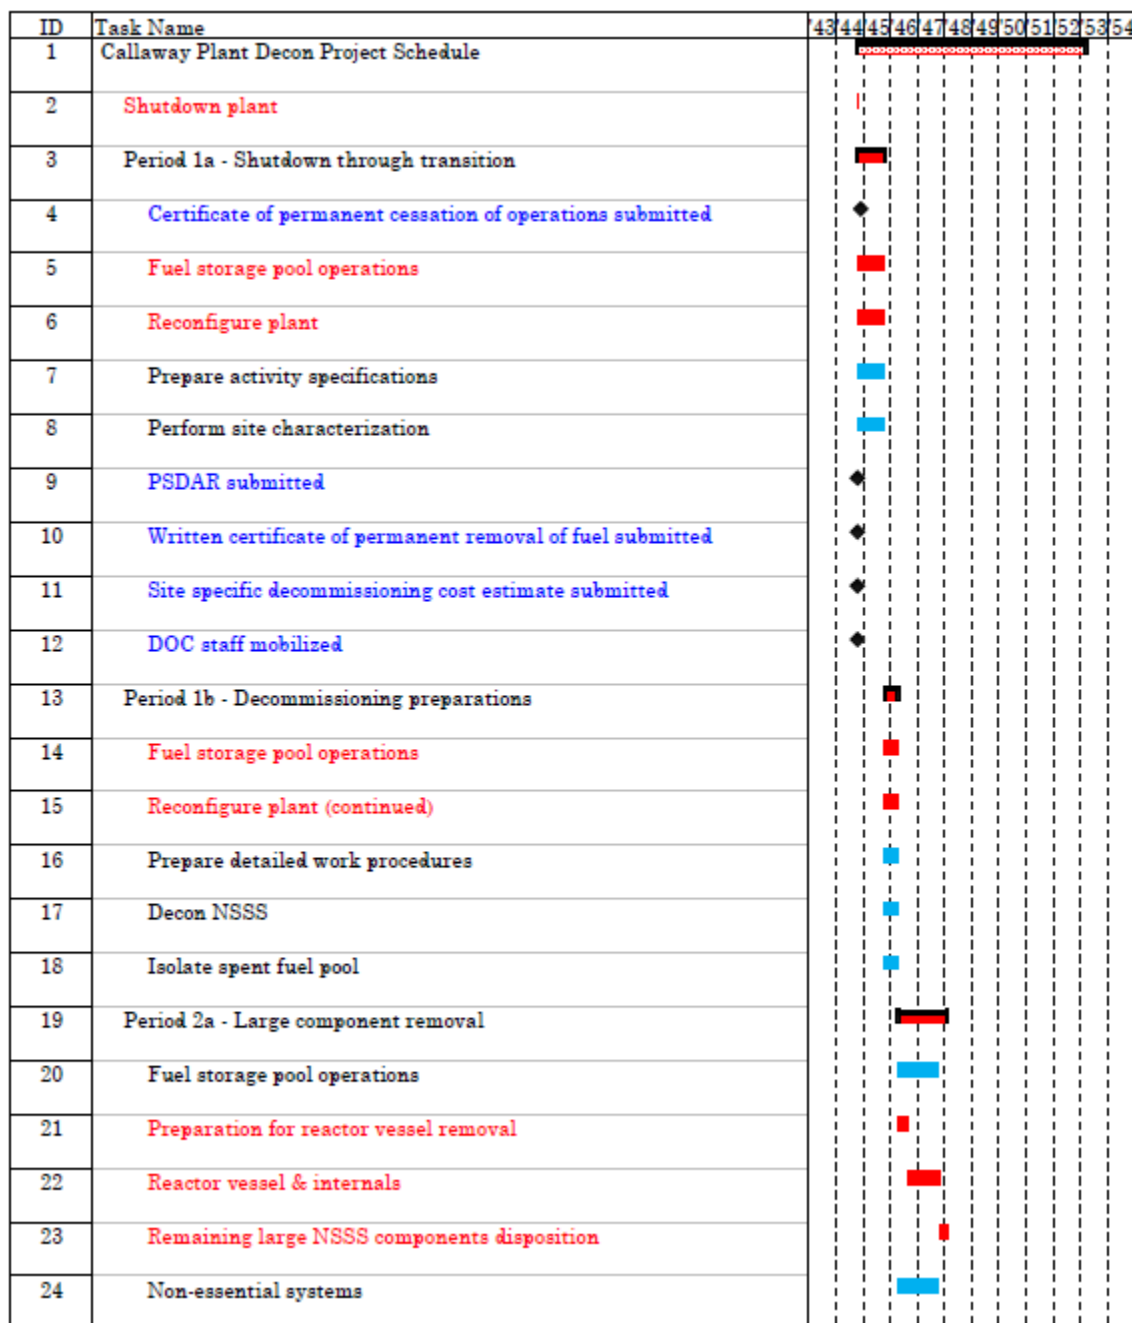 ID Task Name '43 '44 '45 '46 '47 '48 '49 '50 '51 '52 '53 '54
1 Callaway Plant Decon Project Schedule
2 Shutdown plant
3 Period 1a - Shutdown through transition
4 Certificate of permanent cessation of operations submitted
5 Fuel storage pool operations
6 Reconfigure plant
7 Prepare activity specifications
8 Perform site characterization
9 PSDAR submitted
10 Written certificate of permanent removal of fuel submitted
11 Site specific decommissioning cost estimate submitted
12 DOC staff mobilized
13 Period 1b - Decommissioning preparations
14 Fuel storage pool operations
15 Reconfigure plant (continued)
16 Prepare detailed work procedures
17 Decon NSSS
18 Isolate spent fuel pool
19 Period 2a - Large component removal
20 Fuel storage pool operations
21 Preparation for reactor vessel removal
22 Reactor vessel & internals
23 Remaining large NSSS components disposition
24 Non-essential systems